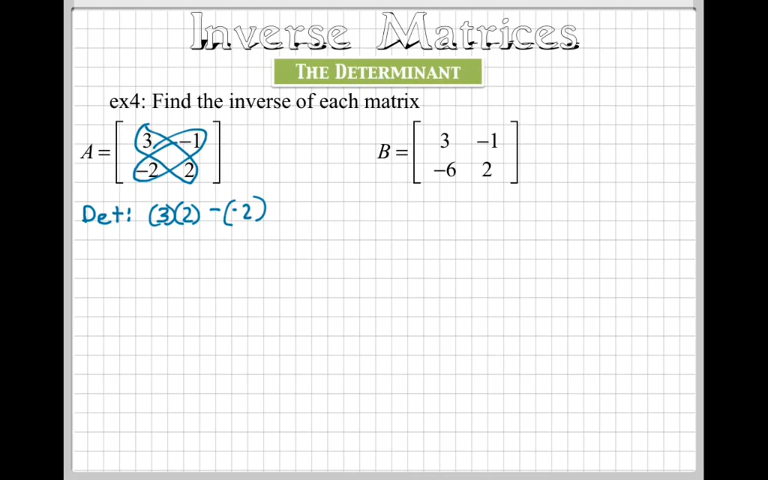 Inverse Matrices
THE DETERMINANT
ex4: Find the inverse of each matrix
A = [ 3 −1
−2 2 ]
B = [ 3 −1
−6 2 ]
Det: (3)(2) -(-2)